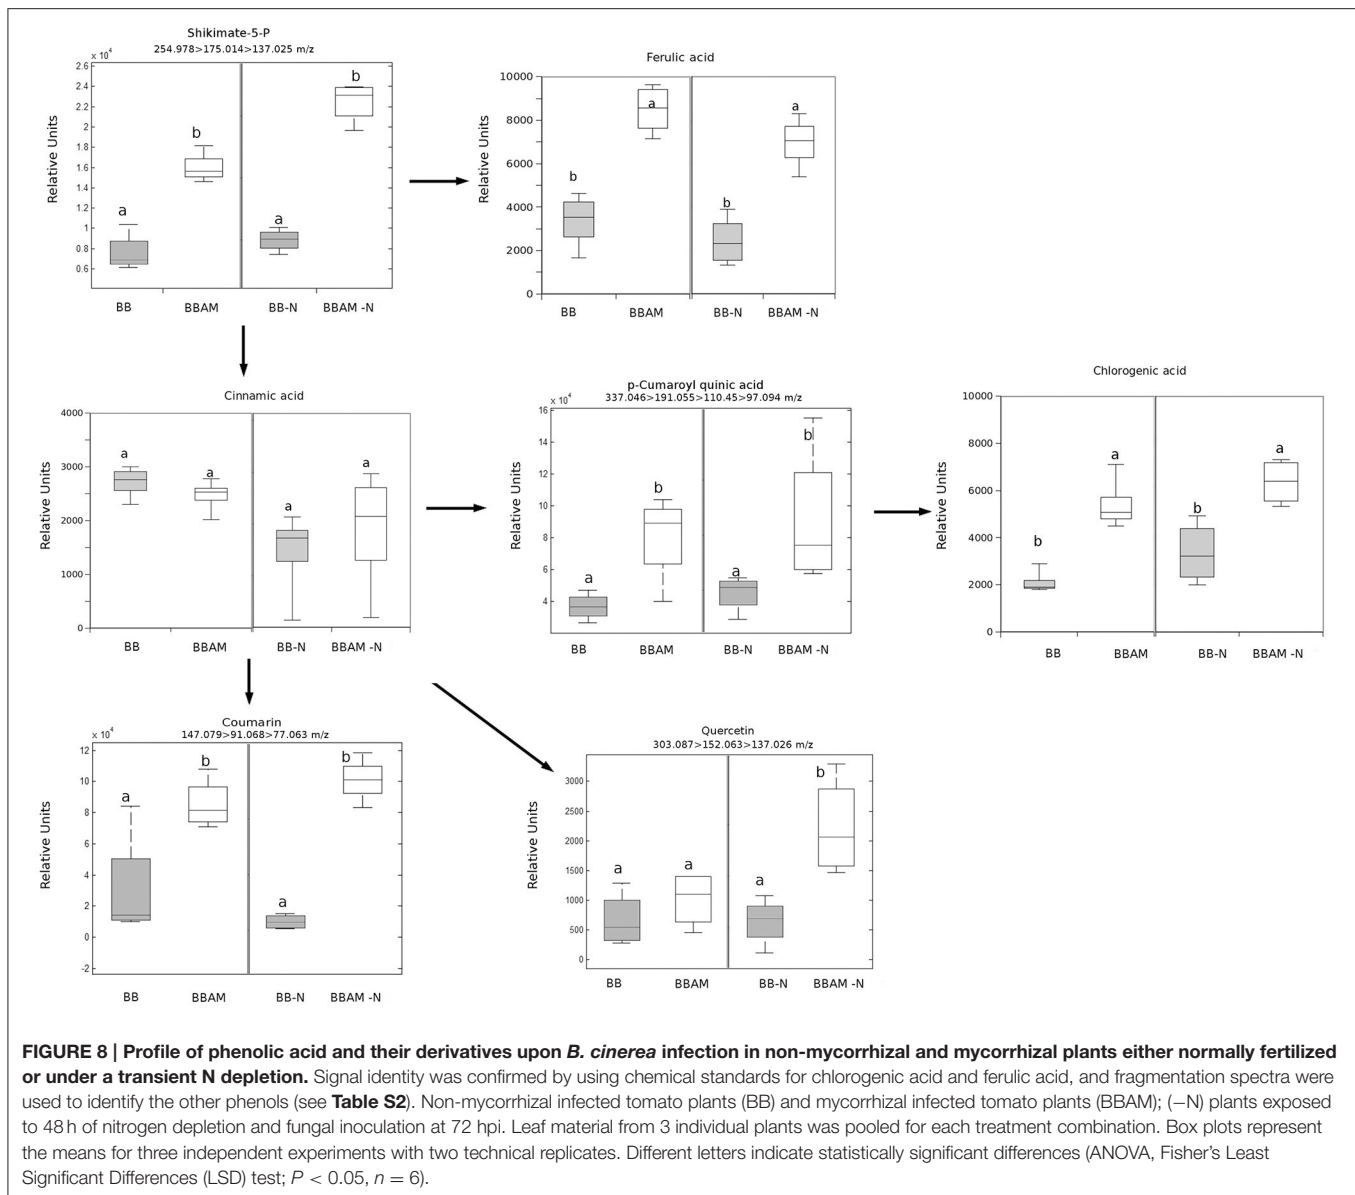 Shikimate-5-P
254.978>175.014>137.025 m/z
x 10⁴
2.6
2.4
2.2
2
1.8
1.6
1.4
1.2
1
0.8
0.6
Relative Units
a
b
a
b
BB
BBAM
BB-N
BBAM -N
Ferulic acid
10000
8000
6000
4000
2000
0
Relative Units
b
a
b
a
BB
BBAM
BB-N
BBAM -N
Cinnamic acid
4000
3000
2000
1000
0
Relative Units
a
a
a
a
BB
BBAM
BB-N
BBAM -N
p-Cumaroyl quinic acid
337.046>191.055>110.45>97.094 m/z
x 10⁴
16
14
12
10
8
6
4
Relative Units
a
b
a
b
BB
BBAM
BB-N
BBAM -N
Chlorogenic acid
10000
8000
6000
4000
2000
0
Relative Units
b
a
b
a
BB
BBAM
BB-N
BBAM -N
Coumarin
147.079>91.068>77.063 m/z
x 10⁴
12
10
8
6
4
2
0
-2
Relative Units
a
b
a
b
BB
BBAM
BB-N
BBAM -N
Quercetin
303.087>152.063>137.026 m/z
3000
2500
2000
1500
1000
500
0
Relative Units
a
a
a
b
BB
BBAM
BB-N
BBAM -N
FIGURE 8 | Profile of phenolic acid and their derivatives upon B. cinerea infection in non-mycorrhizal and mycorrhizal plants either normally fertilized
or under a transient N depletion. Signal identity was confirmed by using chemical standards for chlorogenic acid and ferulic acid, and fragmentation spectra were
used to identify the other phenols (see Table S2). Non-mycorrhizal infected tomato plants (BB) and mycorrhizal infected tomato plants (BBAM); (−N) plants exposed
to 48 h of nitrogen depletion and fungal inoculation at 72 hpi. Leaf material from 3 individual plants was pooled for each treatment combination. Box plots represent
the means for three independent experiments with two technical replicates. Different letters indicate statistically significant differences (ANOVA, Fisher's Least
Significant Differences (LSD) test; P < 0.05, n = 6).